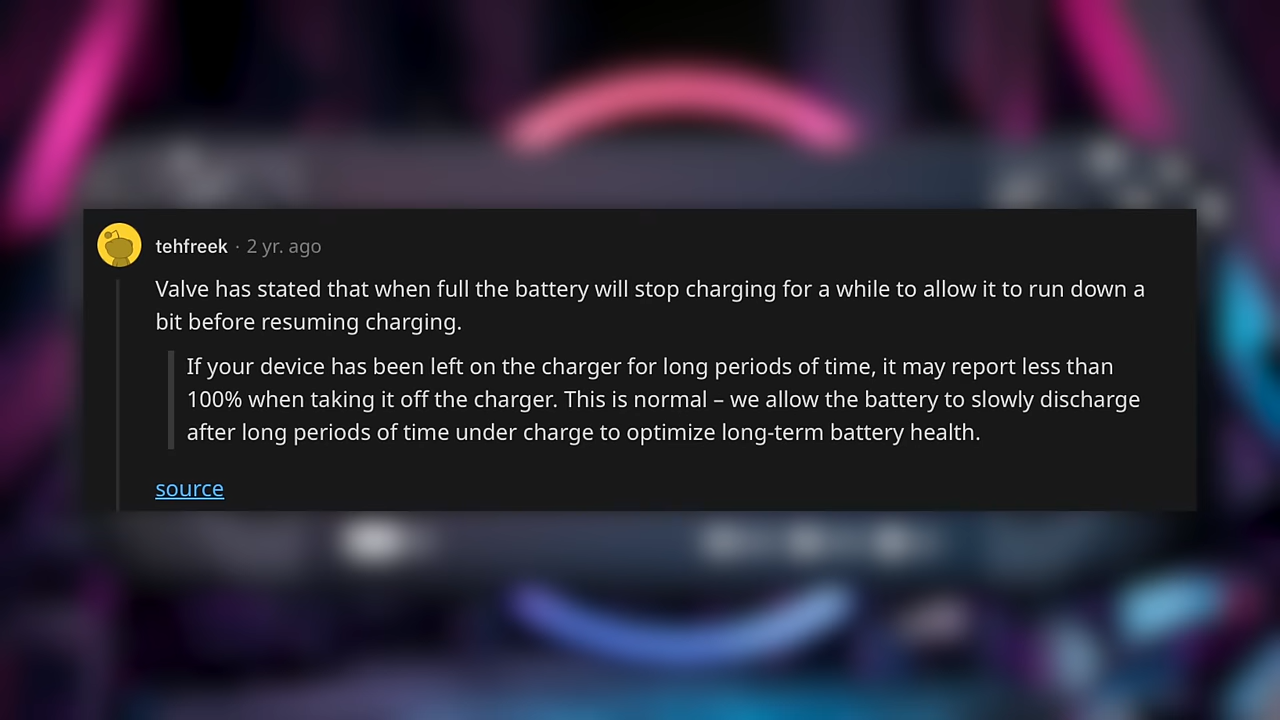 tehfreek · 2 yr. ago
Valve has stated that when full the battery will stop charging for a while to allow it to run down a
bit before resuming charging.
If your device has been left on the charger for long periods of time, it may report less than
100% when taking it off the charger. This is normal – we allow the battery to slowly discharge
after long periods of time under charge to optimize long-term battery health.
source